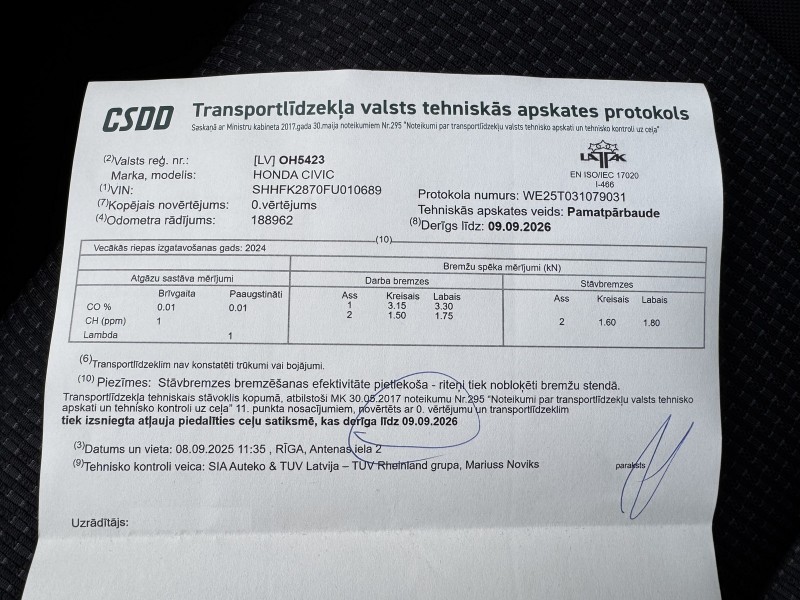 CSDD Transportlīdzekļa valsts tehniskās apskates protokols
Saskaņā ar Ministru kabineta 2017.gada 30.maija noteikumiem Nr.295 "Noteikumi par transportlīdzekļu valsts tehnisko apskati un tehnisko kontroli uz ceļa"
(2)Valsts reģ. nr.: [LV] OH5423
Marka, modelis: HONDA CIVIC
(1)VIN: SHHFK2870FU010689
(7)Kopējais novērtējums: 0.vērtējums
(4)Odometra rādījums: 188962
LATAK
EN ISO/IEC 17020
I-466
Protokola numurs: WE25T031079031
Tehniskās apskates veids: Pamatpārbaude
(8)Derīgs līdz: 09.09.2026
(10)
Vecākās riepas izgatavošanas gads: 2024
Bremžu spēka mērījumi (kN)
Atgāzu sastāva mērījumi Darba bremzes Stāvbremzes
Brīvgaita Paaugstināti Ass Kreisais Labais Ass Kreisais Labais
CO % 0.01 0.01 1 3.15 3.30
CH (ppm) 1 2 1.50 1.75 2 1.60 1.80
Lambda 1
(6)Transportlīdzeklim nav konstatēti trūkumi vai bojājumi.
(10) Piezīmes: Stāvbremzes bremzēšanas efektivitāte pietiekoša - riteņi tiek nobloķēti bremžu stendā.
Transportlīdzekļa tehniskais stāvoklis kopumā, atbilstoši MK 30.05.2017 noteikumu Nr.295 "Noteikumi par transportlīdzekļu valsts tehnisko
apskati un tehnisko kontroli uz ceļa" 11. punkta nosacījumiem, novērtēts ar 0. vērtējumu un transportlīdzeklim
tiek izsniegta atļauja piedalīties ceļu satiksmē, kas derīga līdz 09.09.2026
(3)Datums un vieta: 08.09.2025 11:35 , RĪGA, Antenas iela 2
(9)Tehnisko kontroli veica: SIA Auteko & TUV Latvija – TUV Rheinland grupa, Mariuss Noviks
paraksts
Uzrādītājs: